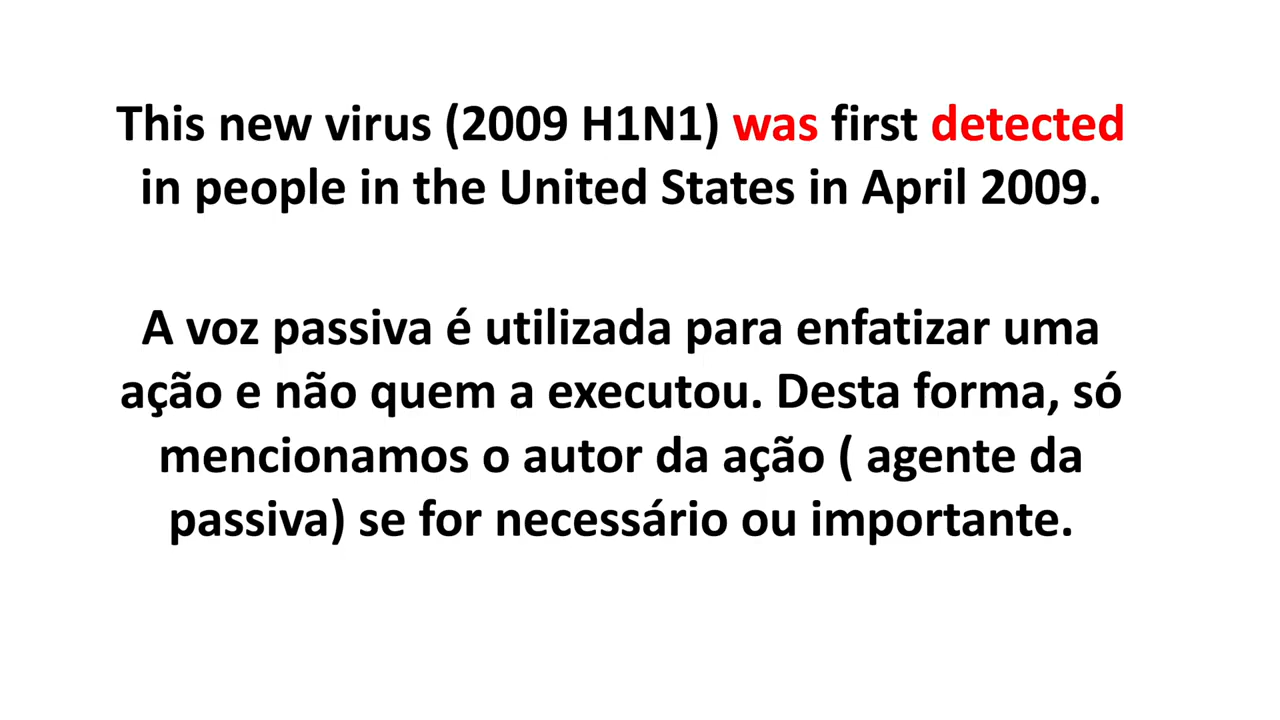 This new virus (2009 H1N1) was first detected
in people in the United States in April 2009.
A voz passiva é utilizada para enfatizar uma
ação e não quem a executou. Desta forma, só
mencionamos o autor da ação ( agente da
passiva) se for necessário ou importante.